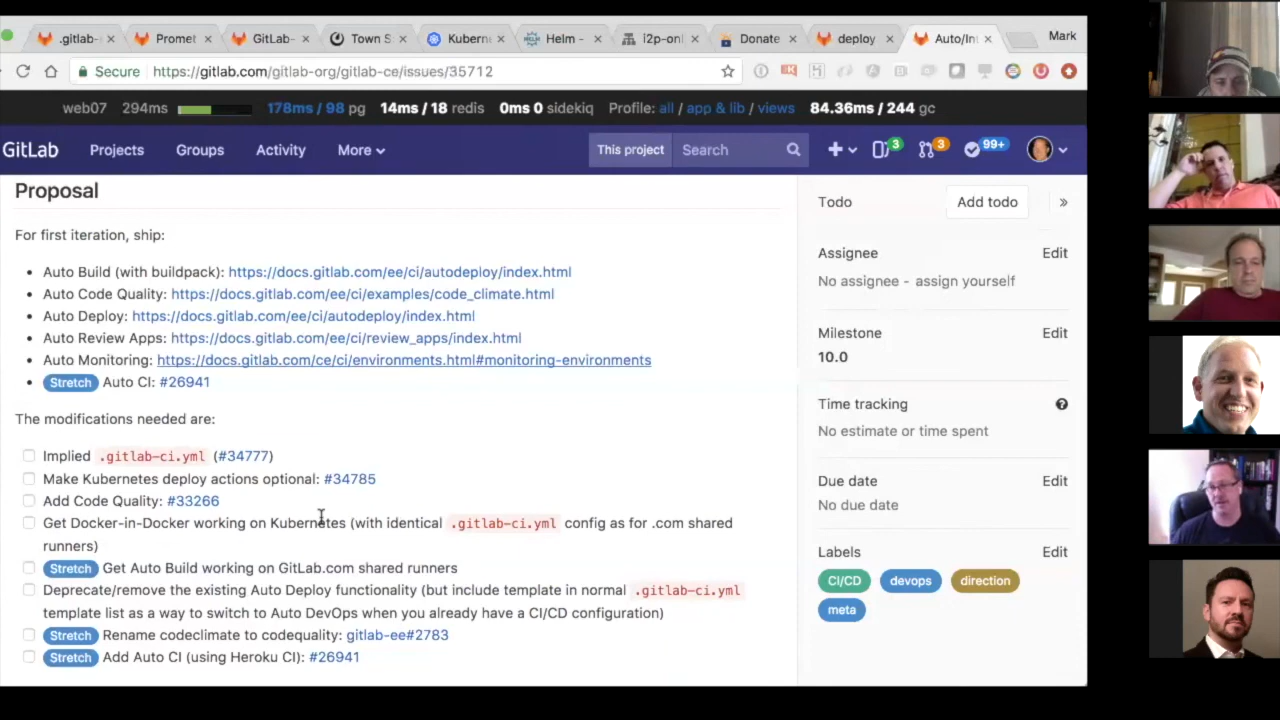 .gitlab- × Promet × GitLab- × Town S × Kuberne × Helm - × i2p-onl × Donate × deploy × Auto/Int × Mark
Secure https://gitlab.com/gitlab-org/gitlab-ce/issues/35712
web07 294ms 178ms / 98 pg 14ms / 18 redis 0ms 0 sidekiq Profile: all / app & lib / views 84.36ms / 244 gc
GitLab Projects Groups Activity More This project Search 3 3 99+
Proposal
For first iteration, ship:
• Auto Build (with buildpack): https://docs.gitlab.com/ee/ci/autodeploy/index.html
• Auto Code Quality: https://docs.gitlab.com/ee/ci/examples/code_climate.html
• Auto Deploy: https://docs.gitlab.com/ee/ci/autodeploy/index.html
• Auto Review Apps: https://docs.gitlab.com/ee/ci/review_apps/index.html
• Auto Monitoring: https://docs.gitlab.com/ce/ci/environments.html#monitoring-environments
• Stretch Auto CI: #26941
The modifications needed are:
Implied .gitlab-ci.yml (#34777)
Make Kubernetes deploy actions optional: #34785
Add Code Quality: #33266
Get Docker-in-Docker working on Kubernetes (with identical .gitlab-ci.yml config as for .com shared
runners)
Stretch Get Auto Build working on GitLab.com shared runners
Deprecate/remove the existing Auto Deploy functionality (but include template in normal .gitlab-ci.yml
template list as a way to switch to Auto DevOps when you already have a CI/CD configuration)
Stretch Rename codeclimate to codequality: gitlab-ee#2783
Stretch Add Auto CI (using Heroku CI): #26941
Todo Add todo »
Assignee Edit
No assignee - assign yourself
Milestone Edit
10.0
Time tracking
No estimate or time spent
Due date Edit
No due date
Labels Edit
CI/CD devops direction
meta